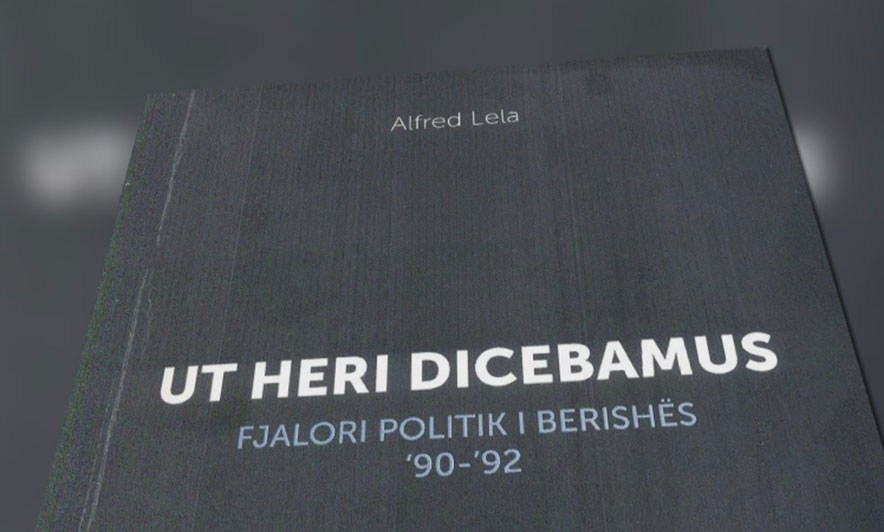 Alfred Lela
UT HERI DICEBAMUS
FJALORI POLITIK I BERISHËS
‘90-’92